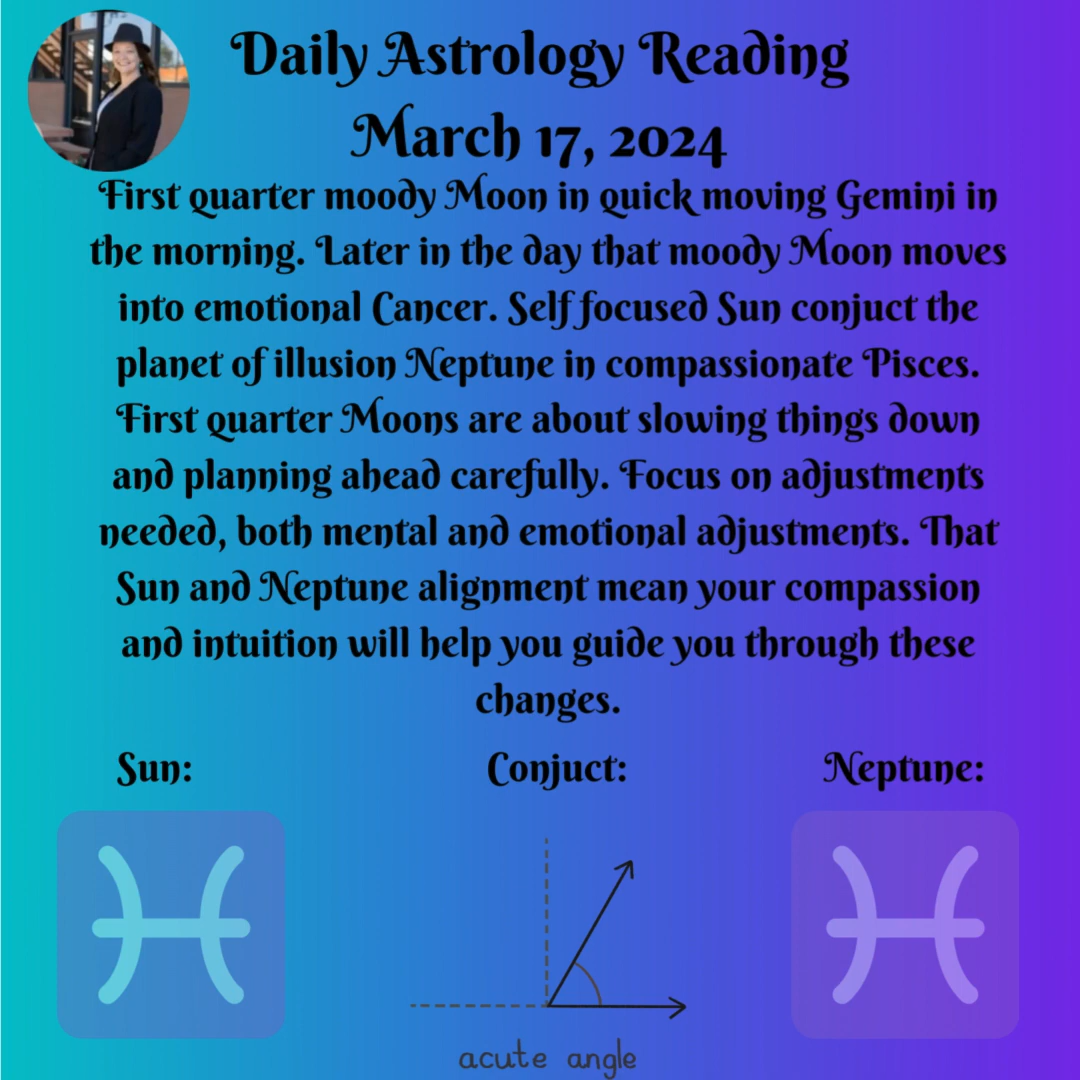 Daily Astrology Reading
March 17, 2024
First quarter moody Moon in quick moving Gemini in
the morning. Later in the day that moody Moon moves
into emotional Cancer. Self focused Sun conjuct the
planet of illusion Neptune in compassionate Pisces.
First quarter Moons are about slowing things down
and planning ahead carefully. Focus on adjustments
needed, both mental and emotional adjustments. That
Sun and Neptune alignment mean your compassion
and intuition will help you guide you through these
changes.
Sun: Conjuct: Neptune:
acute angle